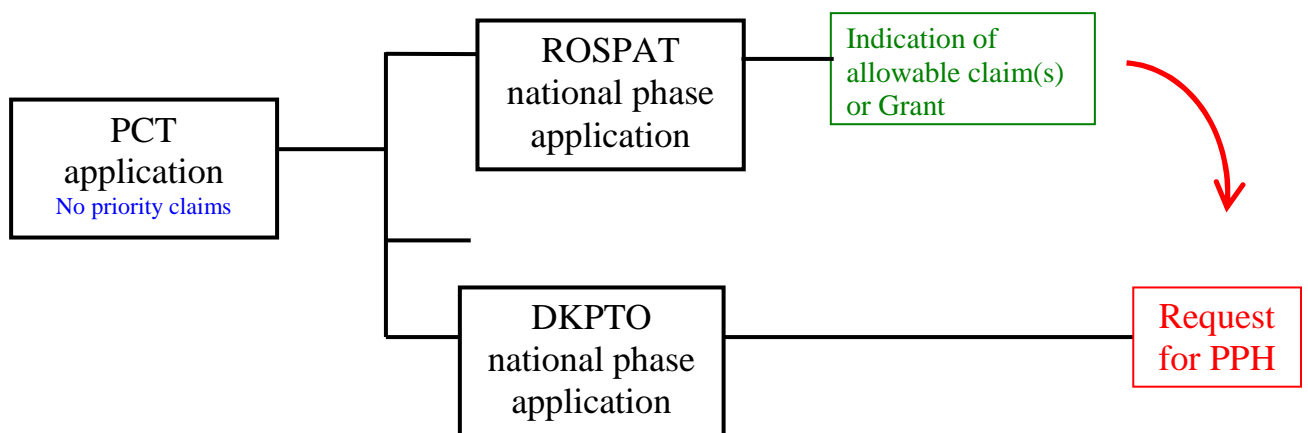 PCT
application
No priority claims
ROSPAT
national phase
application
Indication of
allowable claim(s)
or Grant
DKPTO
national phase
application
Request
for PPH